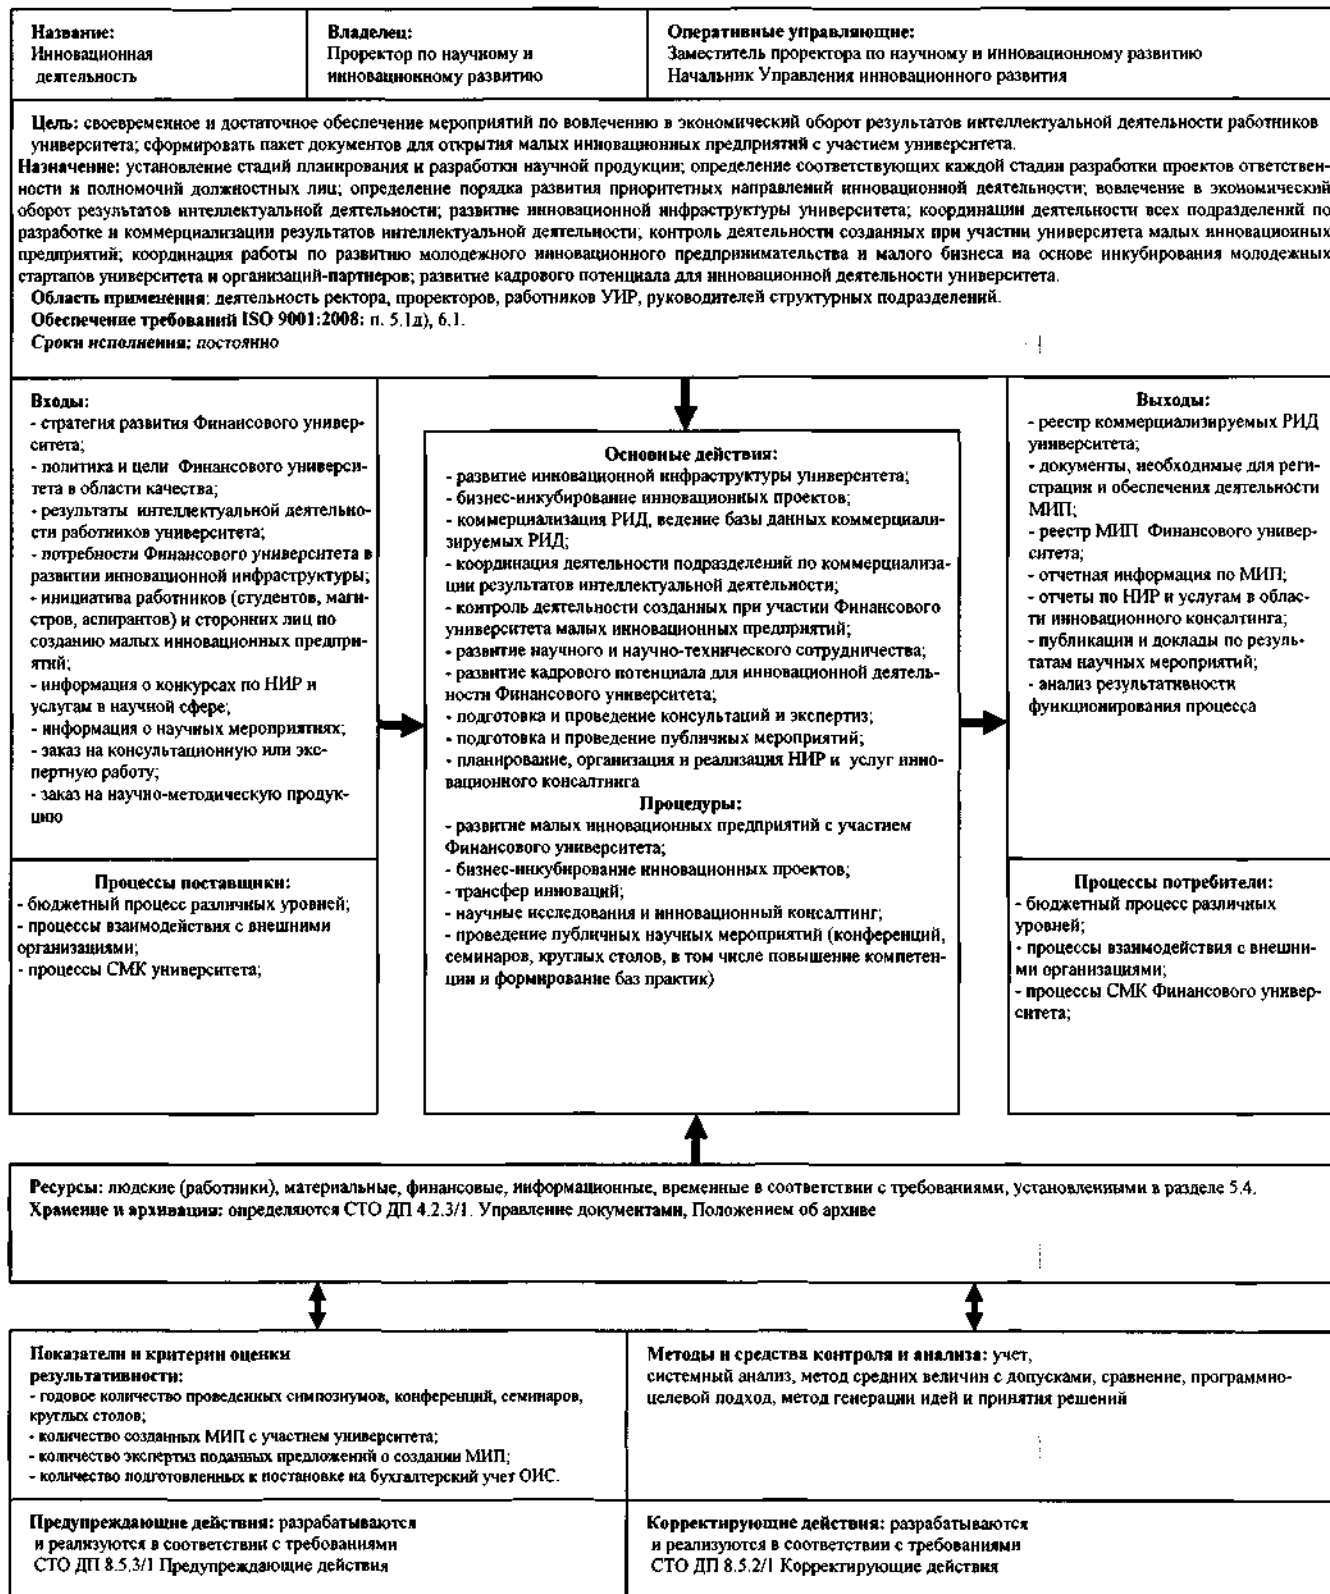 Название:
Инновационная
деятельность
Владелец:
Проректор по научному и
инновационному развитию
Оперативные управляющие:
Заместитель проректора по научному и инновационному развитию
Начальник Управления инновационного развития
Цель: своевременное и достаточное обеспечение мероприятий по вовлечению в экономический оборот результатов интеллектуальной деятельности работников
университета; сформировать пакет документов для открытия малых инновационных предприятий с участием университета.
Назначение: установление стадий планирования и разработки научной продукции; определение соответствующих каждой стадии разработки проектов ответствен-
ности и полномочий должностных лиц; определение порядка развития приоритетных направлений инновационной деятельности; вовлечение в экономический
оборот результатов интеллектуальной деятельности; развитие инновационной инфраструктуры университета; координации деятельности всех подразделений по
разработке и коммерциализации результатов интеллектуальной деятельности; контроль деятельности созданных при участии университета малых инновационных
предприятий; координация работы по развитию молодежного инновационного предпринимательства и малого бизнеса на основе инкубирования молодежных
стартапов университета и организаций-партнеров; развитие кадрового потенциала для инновационной деятельности университета.
Область применения: деятельность ректора, проректоров, работников УИР, руководителей структурных подразделений.
Обеспечение требований ISO 9001:2008: п. 5.1д), 6.1.
Сроки исполнения: постоянно
Входы:
- стратегия развития Финансового универ-
ситета;
- политика и цели Финансового универси-
тета в области качества;
- результаты интеллектуальной деятельно-
сти работников университета;
- потребности Финансового университета в
развитии инновационной инфраструктуры;
- инициатива работников (студентов, маги-
стров, аспирантов) и сторонних лиц по
созданию малых инновационных предпри-
ятий;
- информация о конкурсах по НИР и
услугам в научной сфере;
- информация о научных мероприятиях;
- заказ на консультационную или экс-
пертную работу;
- заказ на научно-методическую продук-
цию
Процессы поставщики:
- бюджетный процесс различных уровней;
- процессы взаимодействия с внешними
организациями;
- процессы СМК университета;
Основные действия:
- развитие инновационной инфраструктуры университета;
- бизнес-инкубирование инновационных проектов;
- коммерциализация РИД, ведение базы данных коммерциали-
зируемых РИД;
- координация деятельности подразделений по коммерциализа-
ции результатов интеллектуальной деятельности;
- контроль деятельности созданных при участии Финансового
университета малых инновационных предприятий;
- развитие научного и научно-технического сотрудничества;
- развитие кадрового потенциала для инновационной деятель-
ности Финансового университета;
- подготовка и проведение консультаций и экспертиз;
- подготовка и проведение публичных мероприятий;
- планирование, организация и реализация НИР и услуг инно-
вационного консалтинга
Процедуры:
- развитие малых инновационных предприятий с участием
Финансового университета;
- бизнес-инкубирование инновационных проектов;
- трансфер инноваций;
- научные исследования и инновационный консалтинг;
- проведение публичных научных мероприятий (конференций,
семинаров, круглых столов, в том числе повышение компетен-
ции и формирование баз практик)
Выходы:
- реестр коммерциализируемых РИД
университета;
- документы, необходимые для реги-
страция и обеспечения деятельности
МИП;
- реестр МИП Финансового универ-
ситета;
- отчетная информация по МИП;
- отчеты по НИР и услугам в облас-
ти инновационного консалтинга;
- публикации и доклады по резуль-
татам научных мероприятий;
- анализ результативности
функционирования процесса
Процессы потребители:
- бюджетный процесс различных
уровней;
- процессы взаимодействия с внешни-
ми организациями;
- процессы СМК Финансового универ-
ситета;
Ресурсы: людские (работники), материальные, финансовые, информационные, временные в соответствии с требованиями, установленными в разделе 5.4.
Хранение и архивация: определяются СТО ДП 4.2.3/1. Управление документами, Положением об архиве
Показатели и критерии оценки
результативности:
- годовое количество проведенных симпозиумов, конференций, семинаров,
круглых столов;
- количество созданных МИП с участием университета;
- количество экспертиз поданных предложений о создании МИП;
- количество подготовленных к постановке на бухгалтерский учет ОИС.
Методы и средства контроля и анализа: учет,
системный анализ, метод средних величин с допусками, сравнение, программно-
целевой подход, метод генерации идей и принятия решений
Предупреждающие действия: разрабатываются
и реализуются в соответствии с требованиями
СТО ДП 8.5.3/1 Предупреждающие действия
Корректирующие действия: разрабатываются
и реализуются в соответствии с требованиями
СТО ДП 8.5.2/1 Корректирующие действия